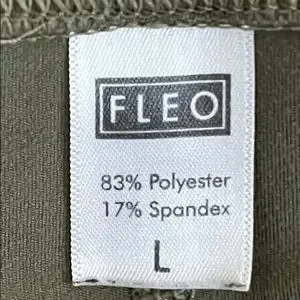 FLEO
83% Polyester
17% Spandex
L